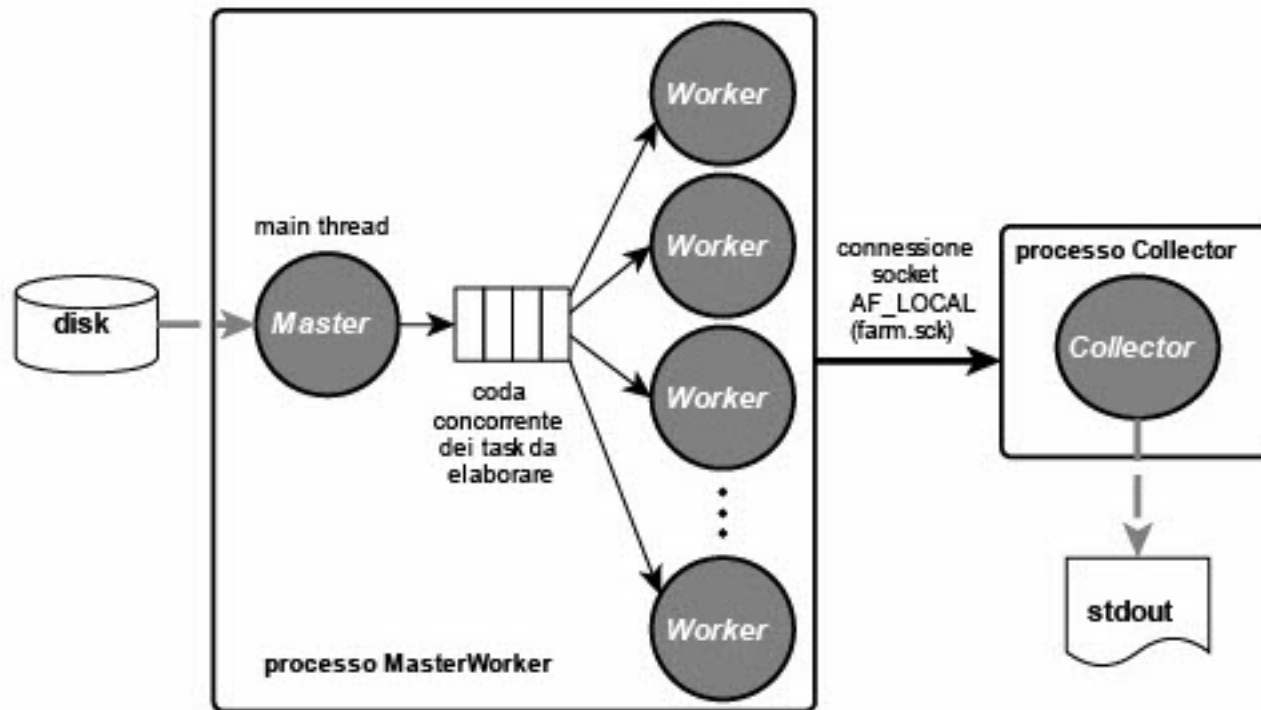 main thread
disk
Master
coda
concorrente
dei task da
elaborare
Worker
Worker
Worker
Worker
processo MasterWorker
connessione
socket
AF_LOCAL
(farm.sck)
processo Collector
Collector
stdout